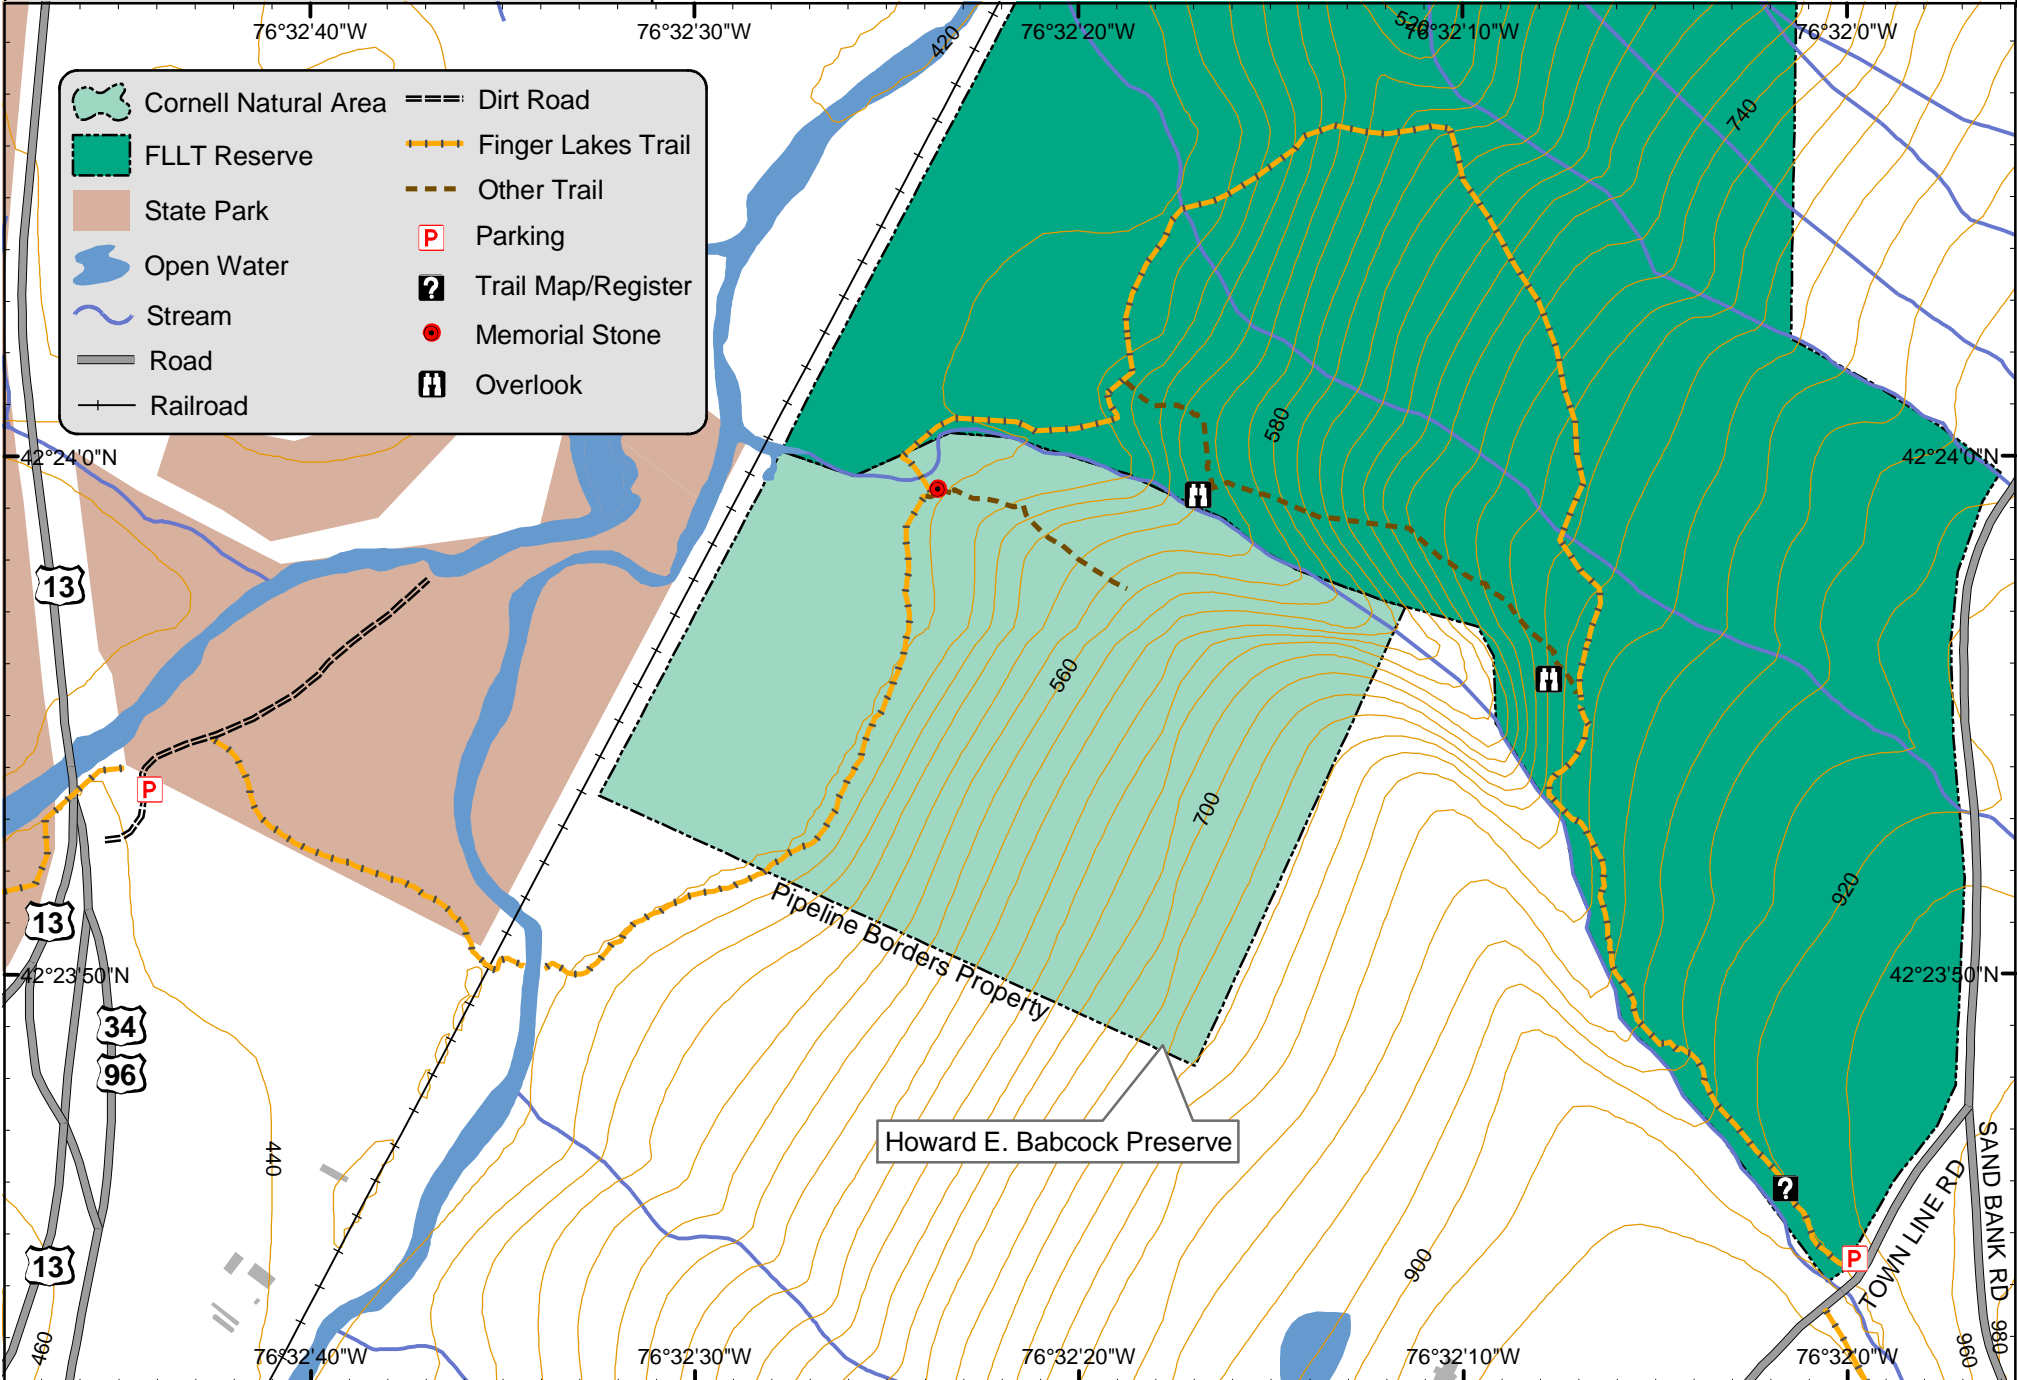 76°32'40"W
76°32'30"W
76°32'20"W
76°32'10"W
76°32'0"W
420
520
740
Cornell Natural Area
FLLT Reserve
State Park
Open Water
Stream
Road
Railroad
Dirt Road
Finger Lakes Trail
Other Trail
P Parking
? Trail Map/Register
Memorial Stone
Overlook
580
42°24'0"N
42°24'0"N
13
560
P
700
920
13
Pipeline Borders Property
42°23'50"N
42°23'50"N
34
96
Howard E. Babcock Preserve
440
?
P
TOWN LINE RD
SAND BANK RD
13
900
460
960
980
76°32'40"W
76°32'30"W
76°32'20"W
76°32'10"W
76°32'0"W